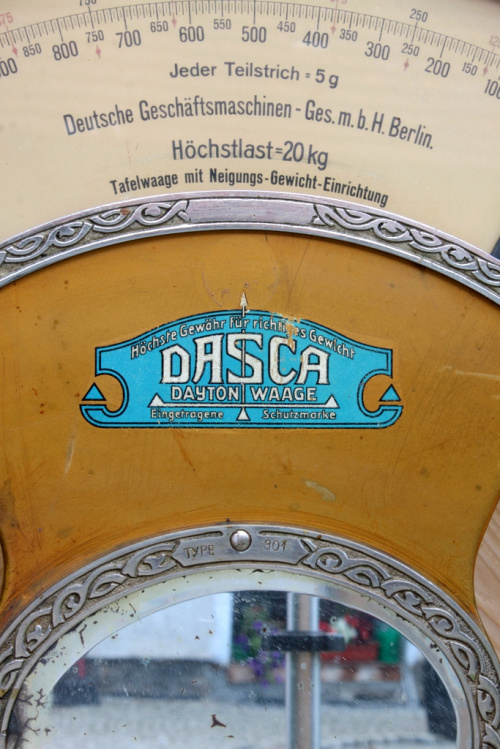 250
900 850 800 750 700 650 600 550 500 450 400 350 300 250 200 150 100
Jeder Teilstrich = 5 g
Deutsche Geschäftsmaschinen - Ges. m. b. H. Berlin.
Höchstlast = 20 kg
Tafelwaage mit Neigungs-Gewicht-Einrichtung
Höchste Gewähr für richtiges Gewicht
DASCA
DAYTON WAAGE
Eingetragene Schutzmarke
TYPE 301